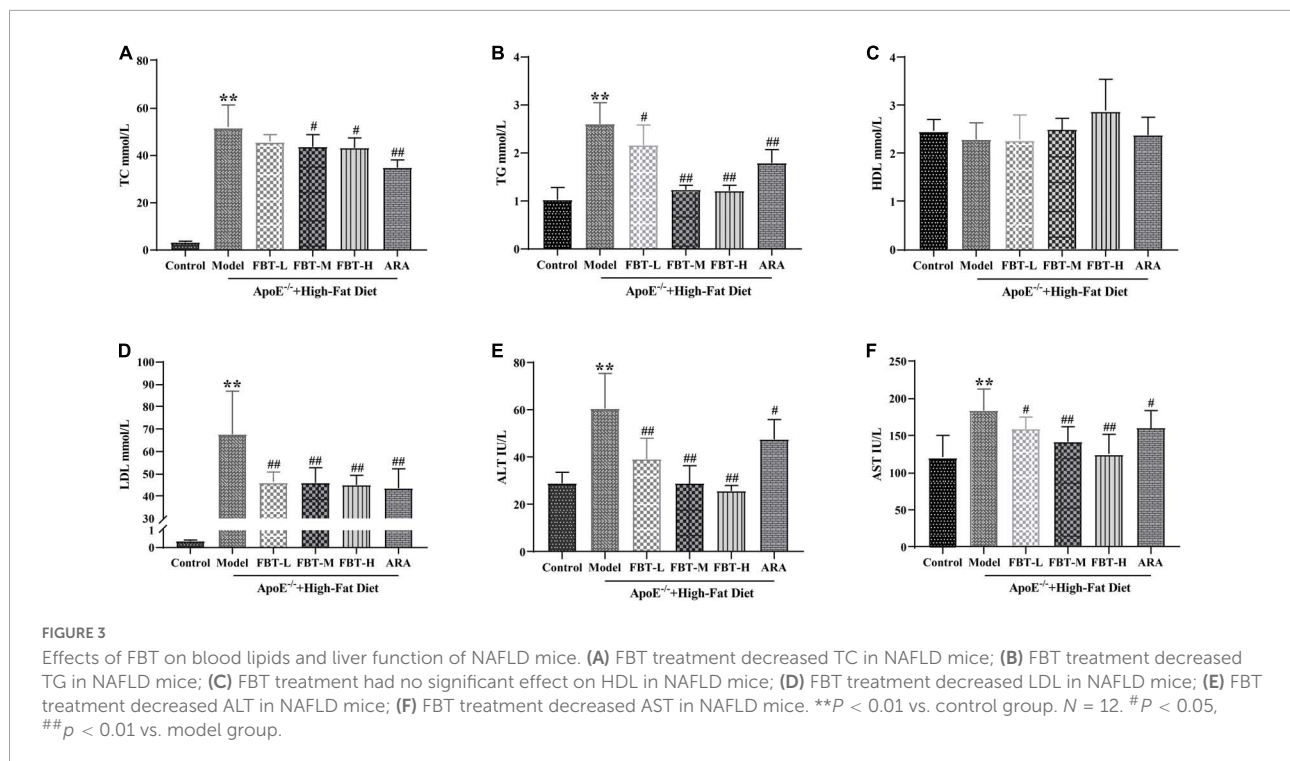 A
TC mmol/L
80
60
40
20
0
**
#
#
##
Control Model FBT-L FBT-M FBT-H ARA
ApoE-/-+High-Fat Diet
B
TG mmol/L
4
3
2
1
0
**
#
##
##
##
Control Model FBT-L FBT-M FBT-H ARA
ApoE-/-+High-Fat Diet
C
HDL mmol/L
4
3
2
1
0
Control Model FBT-L FBT-M FBT-H ARA
ApoE-/-+High-Fat Diet
D
LDL mmol/L
100
90
80
70
60
50
40
30
1
0
**
##
##
##
##
Control Model FBT-L FBT-M FBT-H ARA
ApoE-/-+High-Fat Diet
E
ALT IU/L
80
60
40
20
0
**
##
##
##
#
Control Model FBT-L FBT-M FBT-H ARA
ApoE-/-+High-Fat Diet
F
AST IU/L
250
200
150
100
50
0
**
#
##
##
#
Control Model FBT-L FBT-M FBT-H ARA
ApoE-/-+High-Fat Diet
FIGURE 3
Effects of FBT on blood lipids and liver function of NAFLD mice. (A) FBT treatment decreased TC in NAFLD mice; (B) FBT treatment decreased
TG in NAFLD mice; (C) FBT treatment had no significant effect on HDL in NAFLD mice; (D) FBT treatment decreased LDL in NAFLD mice; (E) FBT
treatment decreased ALT in NAFLD mice; (F) FBT treatment decreased AST in NAFLD mice. **P < 0.01 vs. control group. N = 12. #P < 0.05,
##p < 0.01 vs. model group.